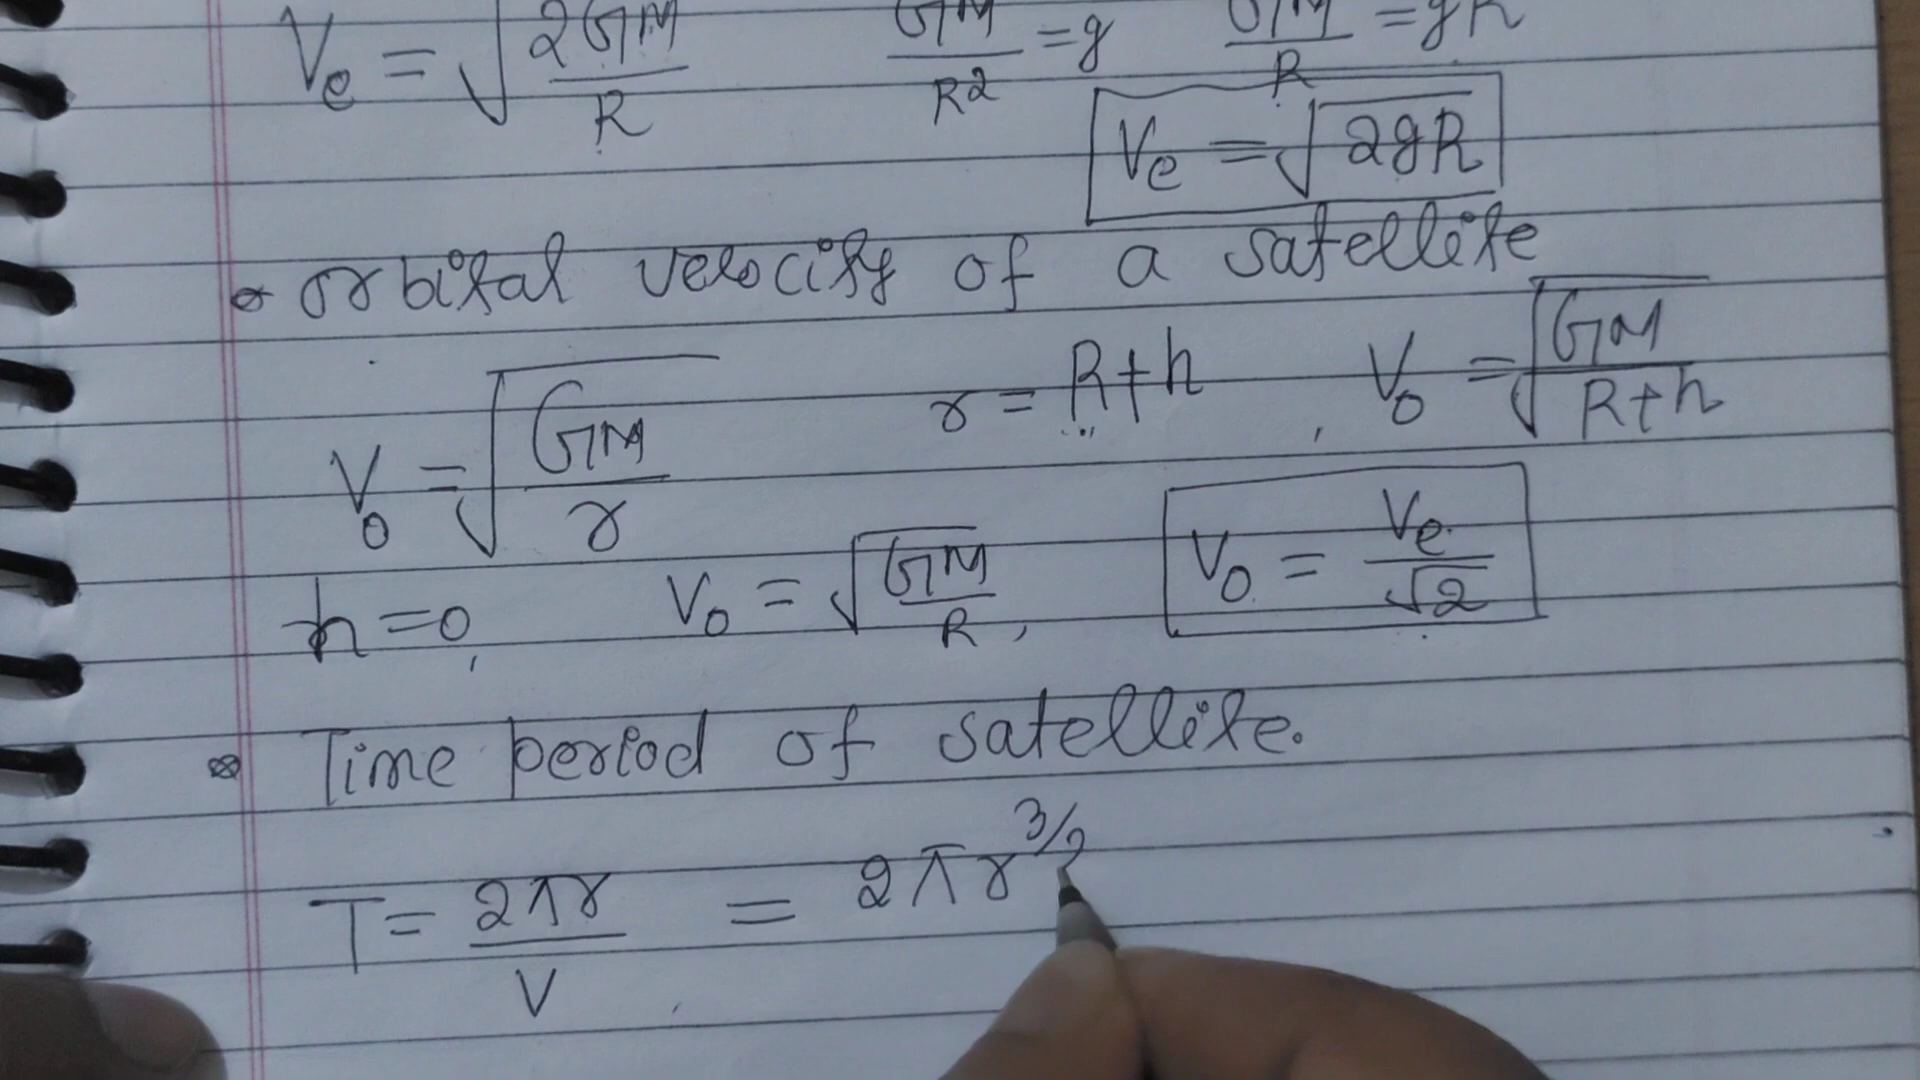 Ve = √(2GM/R) GM/R² = g GM/R = gR
Ve = √2gR
orbital velocity of a satellite
V₀ = √(GM/r) r = R+h , V₀ = √(GM/R+h)
h=0, V₀ = √(GM/R) , V₀ = Ve/√2
Time period of satellite.
T = 2πr/V = 2πr^3/2